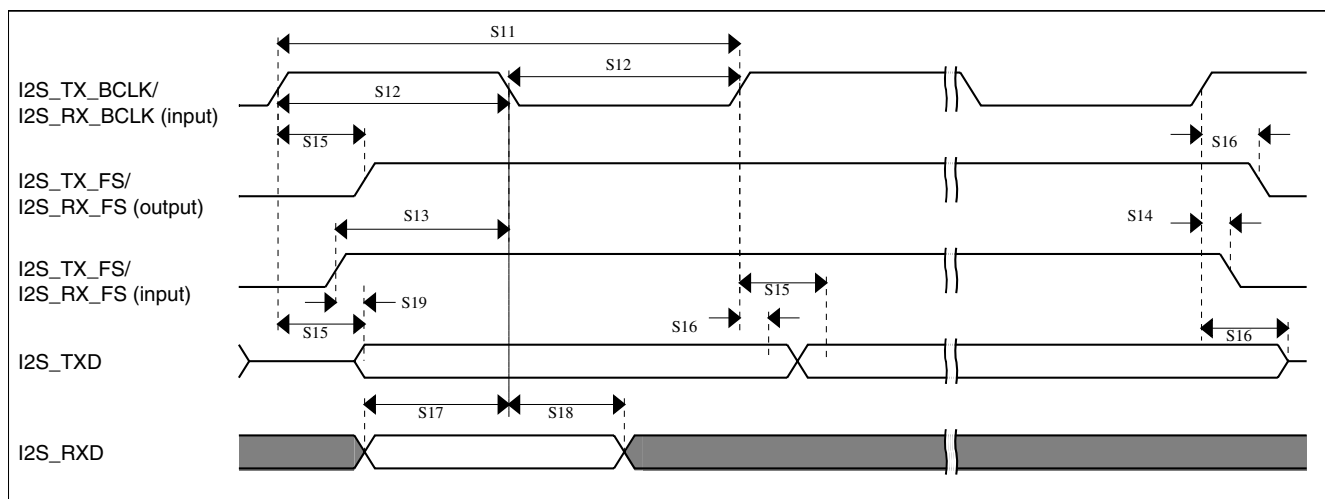 S11
I2S_TX_BCLK/
I2S_RX_BCLK (input)
S12
S12
S15
S16
I2S_TX_FS/
I2S_RX_FS (output)
S13
S14
I2S_TX_FS/
I2S_RX_FS (input)
S19
S15
S15
S16
S16
I2S_TXD
S17
S18
I2S_RXD